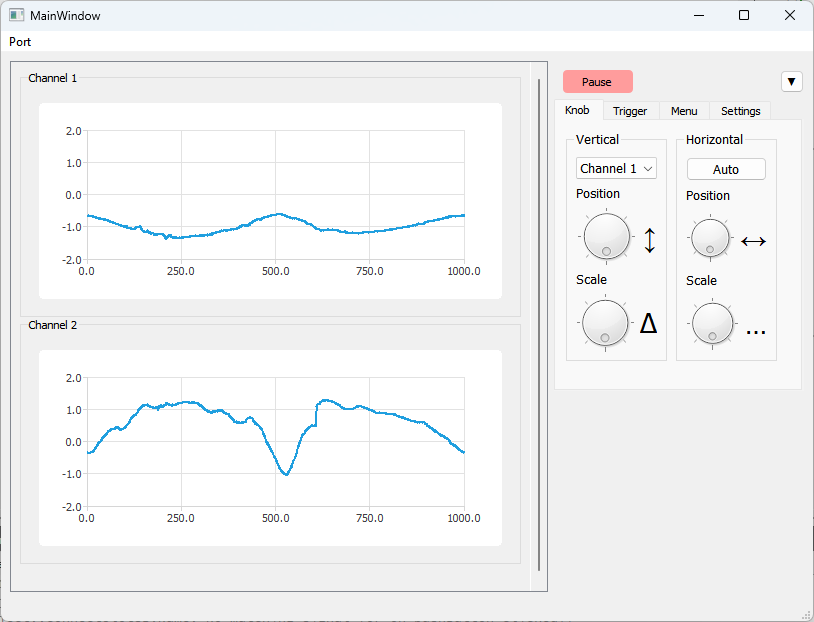 MainWindow
Port
Channel 1
2.0
1.0
0.0
-1.0
-2.0
0.0 250.0 500.0 750.0 1000.0
Channel 2
2.0
1.0
0.0
-1.0
-2.0
0.0 250.0 500.0 750.0 1000.0
Pause
▼
Knob Trigger Menu Settings
Vertical
Channel 1
Position
↕
Scale
Δ
Horizontal
Auto
Position
↔
Scale
...